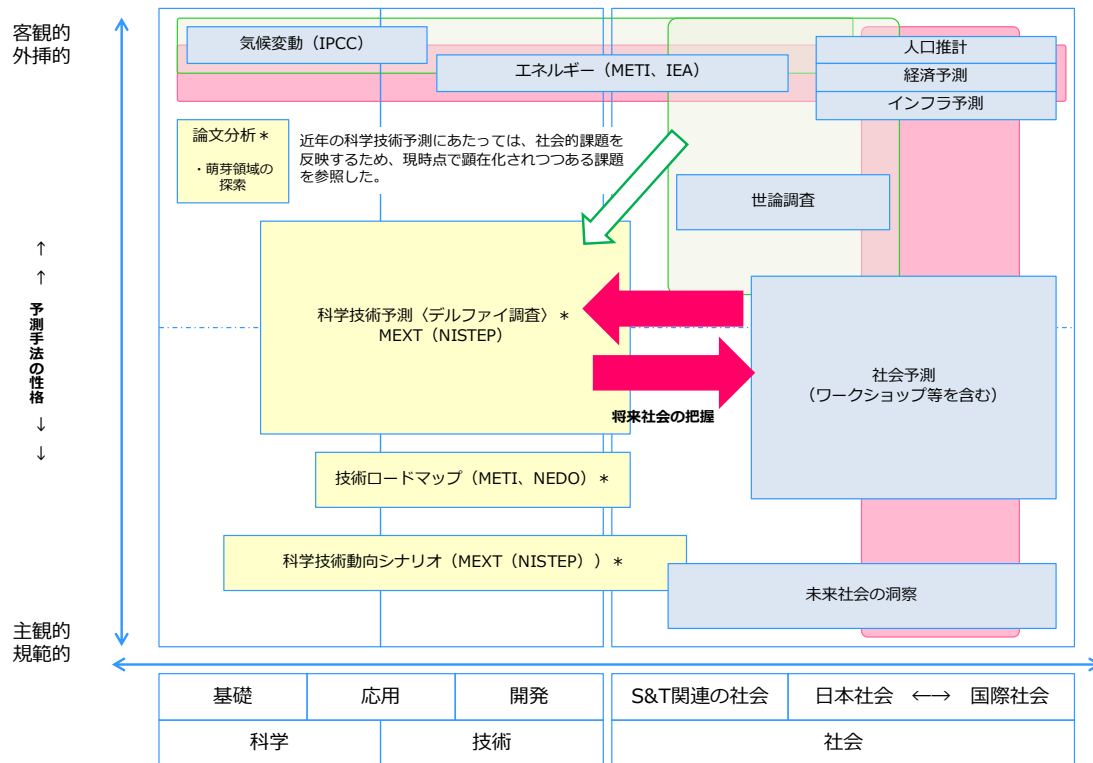 客観的
外挿的
気候変動（IPCC）
エネルギー（METI、IEA）
人口推計
経済予測
インフラ予測
論文分析＊
・萌芽領域の
探索
近年の科学技術予測にあたっては、社会的課題を
反映するため、現時点で顕在化されつつある課題
を参照した。
世論調査
↑
↑
予測手法の性格
↓
↓
科学技術予測〈デルファイ調査〉＊
MEXT（NISTEP）
社会予測
（ワークショップ等を含む）
将来社会の把握
技術ロードマップ（METI、NEDO）＊
科学技術動向シナリオ（MEXT（NISTEP））＊
未来社会の洞察
主観的
規範的
基礎
応用
開発
S&T関連の社会
日本社会 ←→ 国際社会
科学
技術
社会